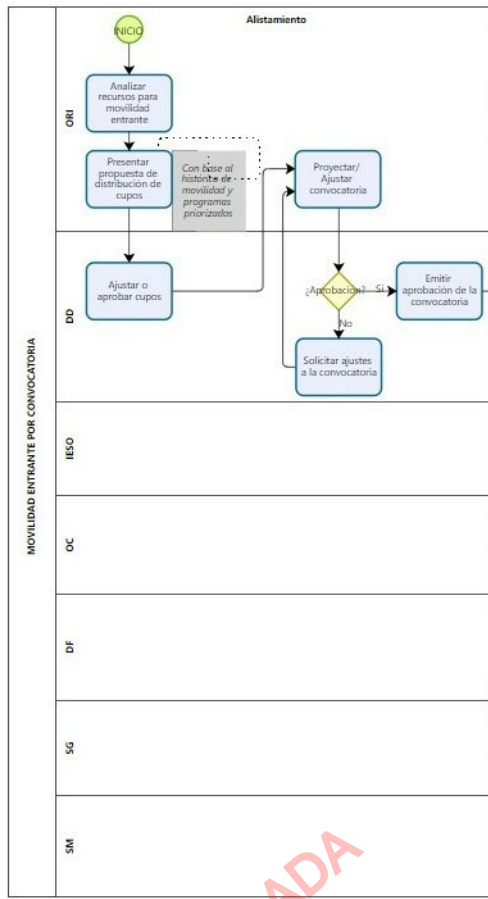 Alistamiento
MOVILIDAD ENTRANTE POR CONVOCATORIA
ORI
INICIO
Analizar
recursos para
movilidad
entrante
Presentar
propuesta de
distribución de
cupos
Con base al
histórico de
movilidad y
programas
priorizados
Proyectar/
Ajustar
convocatoria
DD
Ajustar o
aprobar cupos
¿Aprobación?
Si
Emitir
aprobación de la
convocatoria
No
Solicitar ajustes
a la convocatoria
IESO
OC
DF
SG
SM
ADA